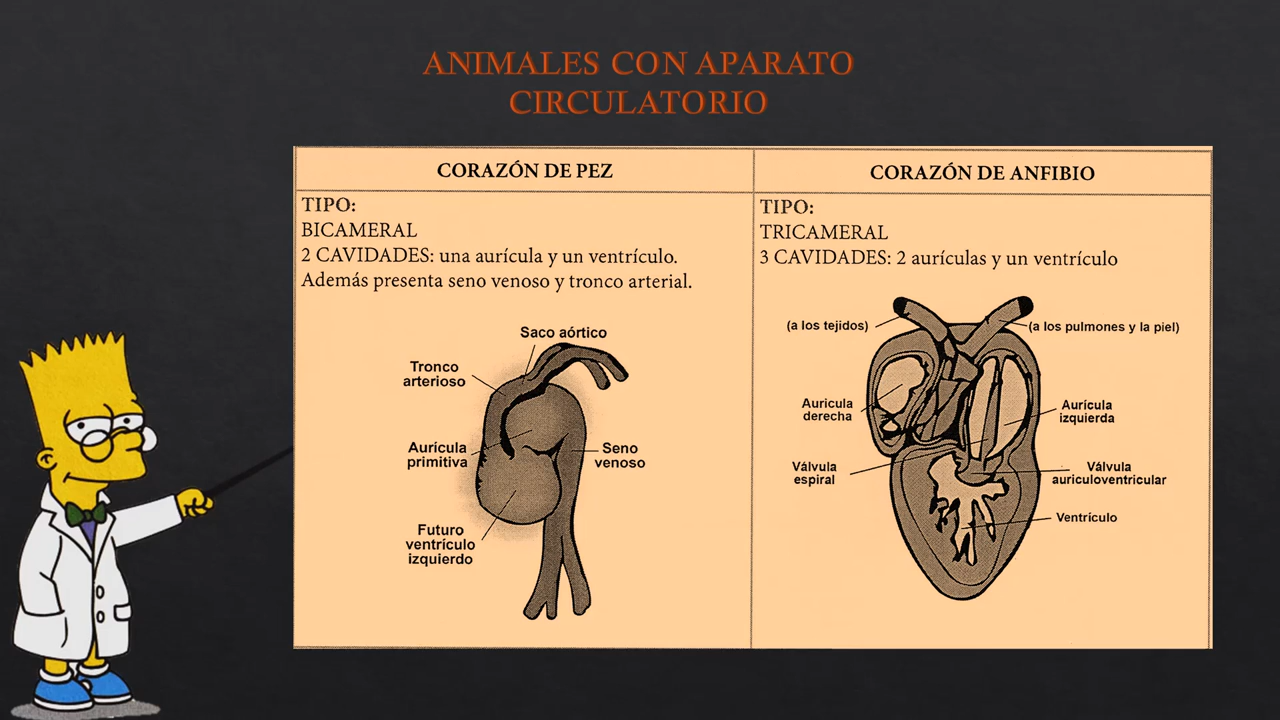 ANIMALES CON APARATO
CIRCULATORIO
CORAZÓN DE PEZ
TIPO:
BICAMERAL
2 CAVIDADES: una aurícula y un ventrículo.
Además presenta seno venoso y tronco arterial.
Saco aórtico
Tronco
arterioso
Aurícula
primitiva
Seno
venoso
Futuro
ventrículo
izquierdo
CORAZÓN DE ANFIBIO
TIPO:
TRICAMERAL
3 CAVIDADES: 2 aurículas y un ventrículo
(a los tejidos)
(a los pulmones y la piel)
Auricula
derecha
Aurícula
izquierda
Válvula
espiral
Válvula
auriculoventricular
Ventrículo